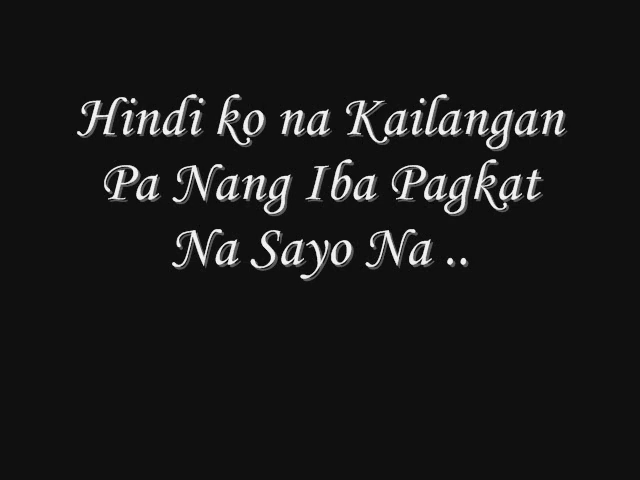 Hindi ko na Kailangan
Pa Nang Iba Pagkat
Na Sayo Na ..